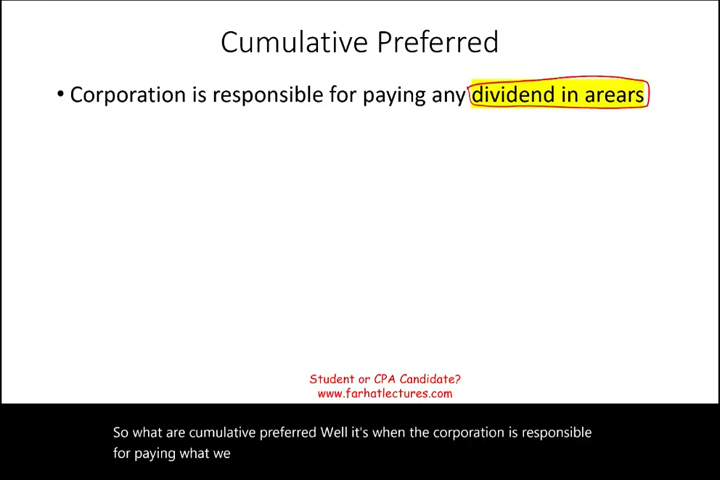 Cumulative Preferred
• Corporation is responsible for paying any dividend in arears
Student or CPA Candidate?
www.farhatlectures.com
So what are cumulative preferred Well it's when the corporation is responsible
for paying what we